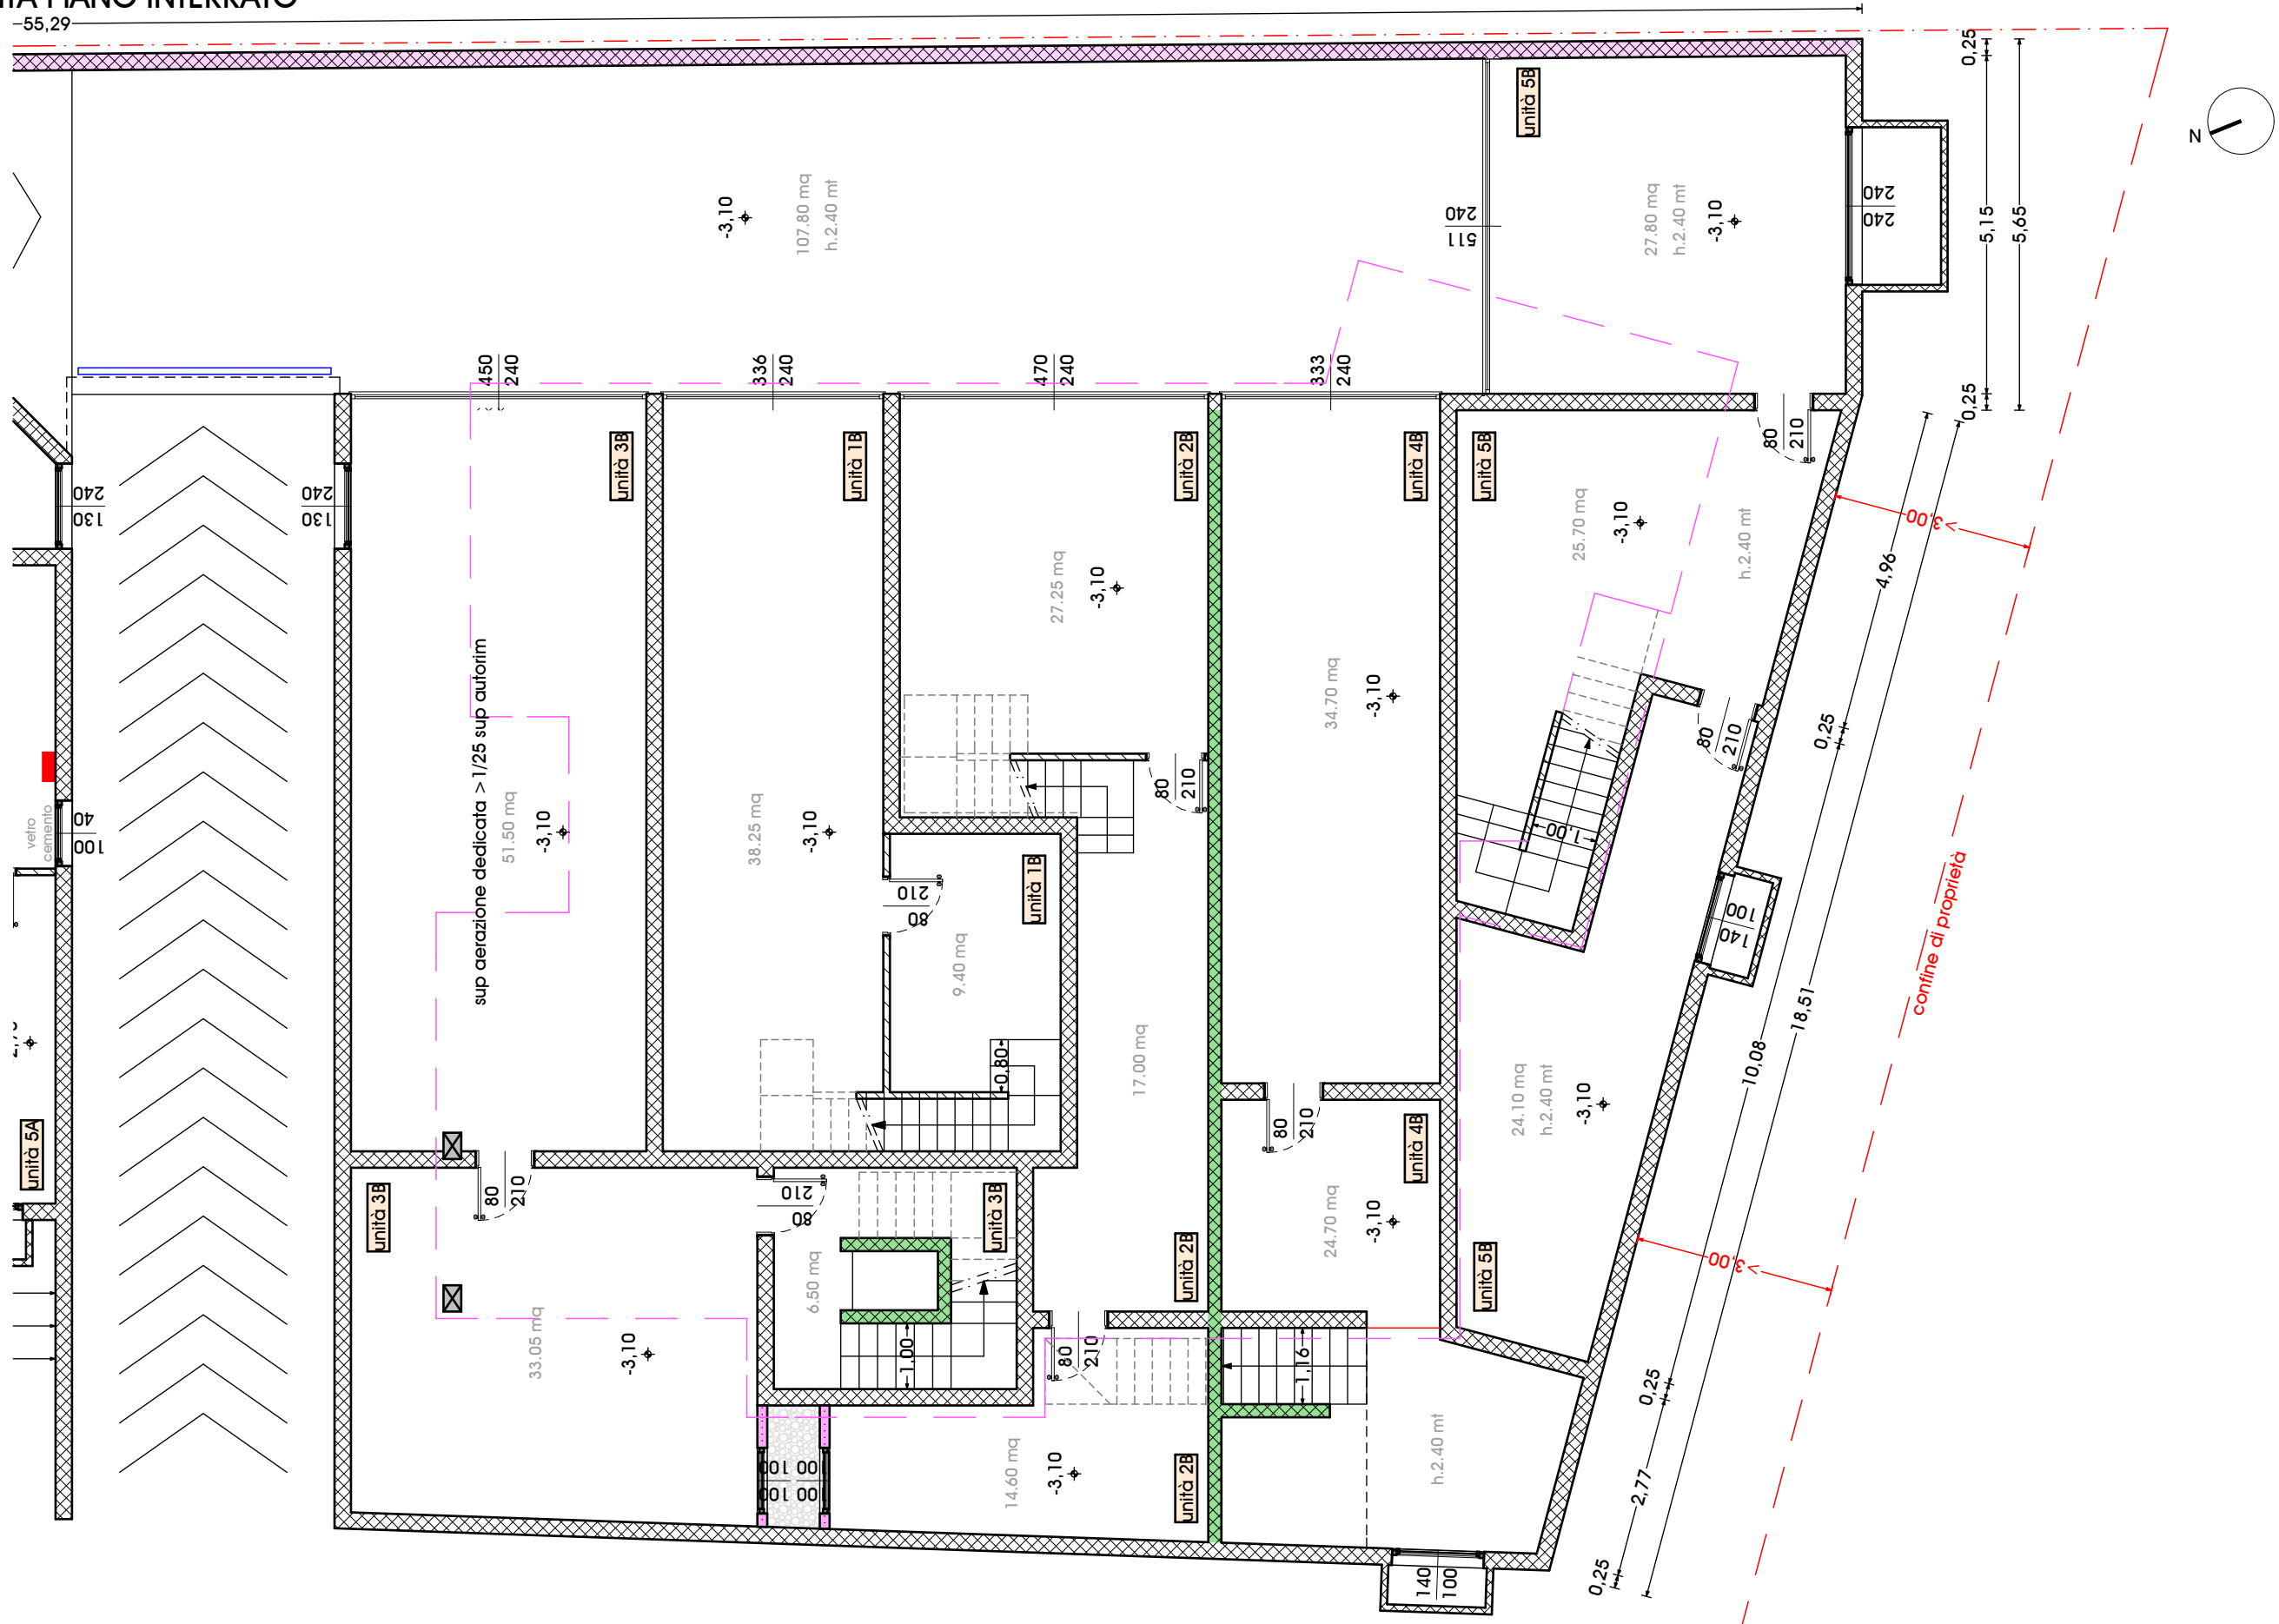 55,29
0,25
unità 5B
N
240
240
5,15
5,65
-3,10
107.80 mq
h.2.40 mt
240
511
27.80 mq
h.2.40 mt
-3,10
450
240
336
240
470
240
333
240
0,25
unità 3B
unità 1B
unità 2B
unità 4B
unità 5B
80
210
240
130
240
130
>3,00
25.70 mq
-3,10
h.2.40 mt
4,96
27.25 mq
-3,10
sup aerazione dedicata > 1/25 sup autorim
34.70 mq
-3,10
0,25
80
210
80
210
vetro
cemento
40
100
51.50 mq
-3,10
38.25 mq
-3,10
1,00
unità 1B
210
80
100
140
confine di proprietà
9.40 mq
18,51
10,08
0,80
17.00 mq
24.10 mq
h.2.40 mt
-3,10
unità 5A
80
210
unità 4B
unità 3B
80
210
210
80
unità 3B
24.70 mq
-3,10
unità 2B
unità 5B
>3,00
6.50 mq
33.05 mq
-3,10
1,00
80
210
1,16
0,25
h.2.40 mt
14.60 mq
-3,10
unità 2B
100
100
100
100
2,77
140
100
0,25